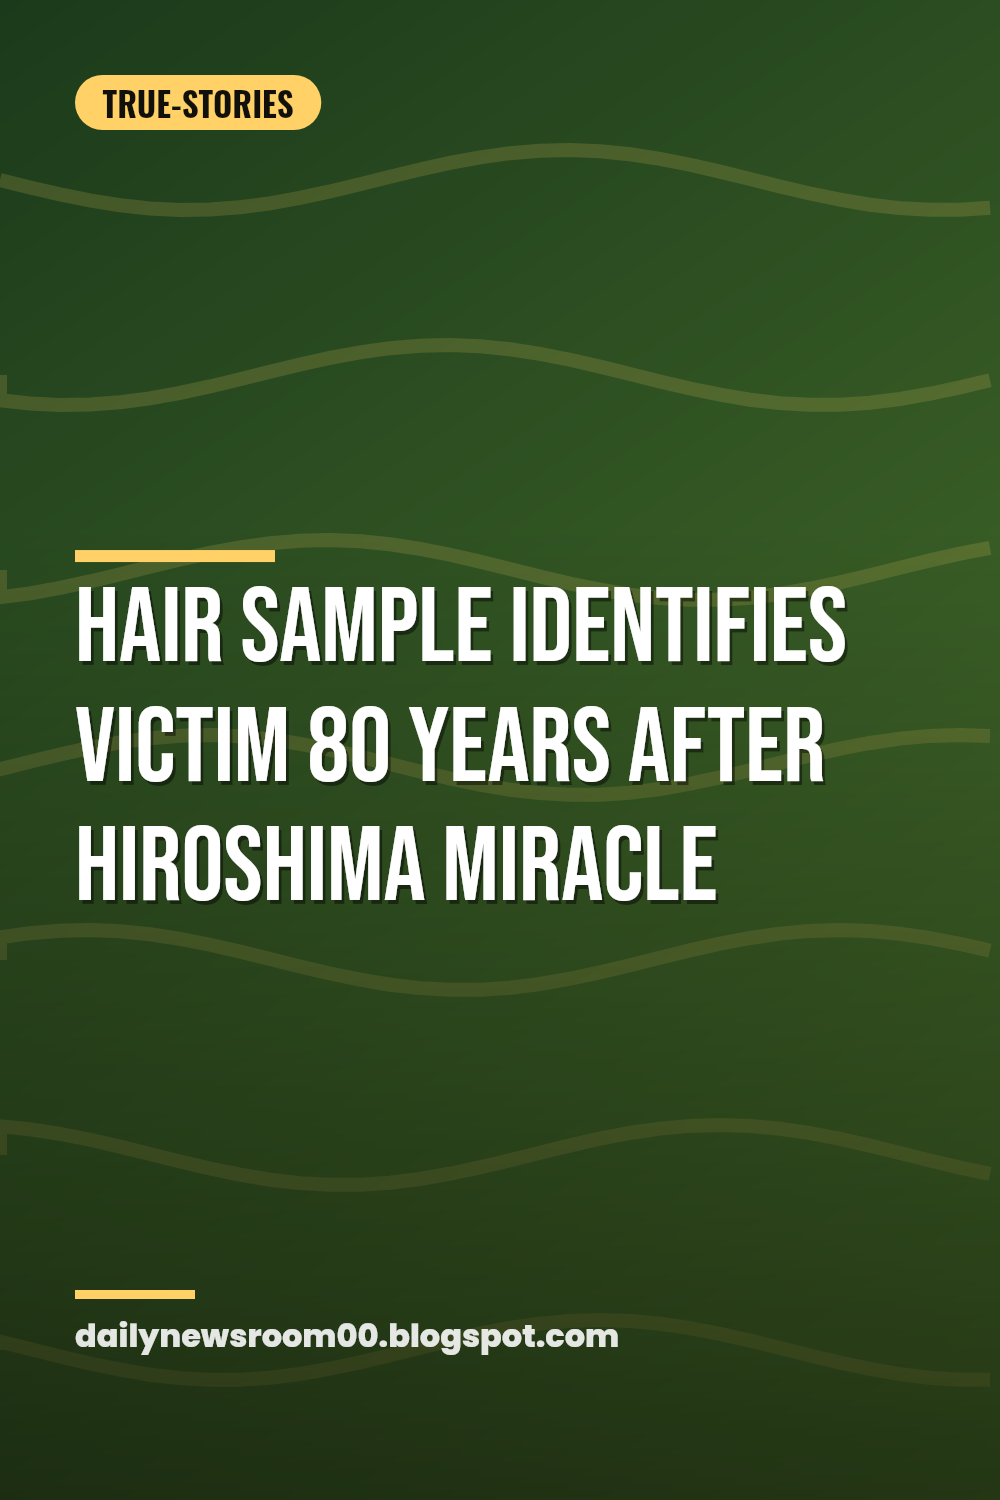 TRUE-STORIES
HAIR SAMPLE IDENTIFIES
VICTIM 80 YEARS AFTER
HIROSHIMA MIRACLE
dailynewsroom00.blogspot.com